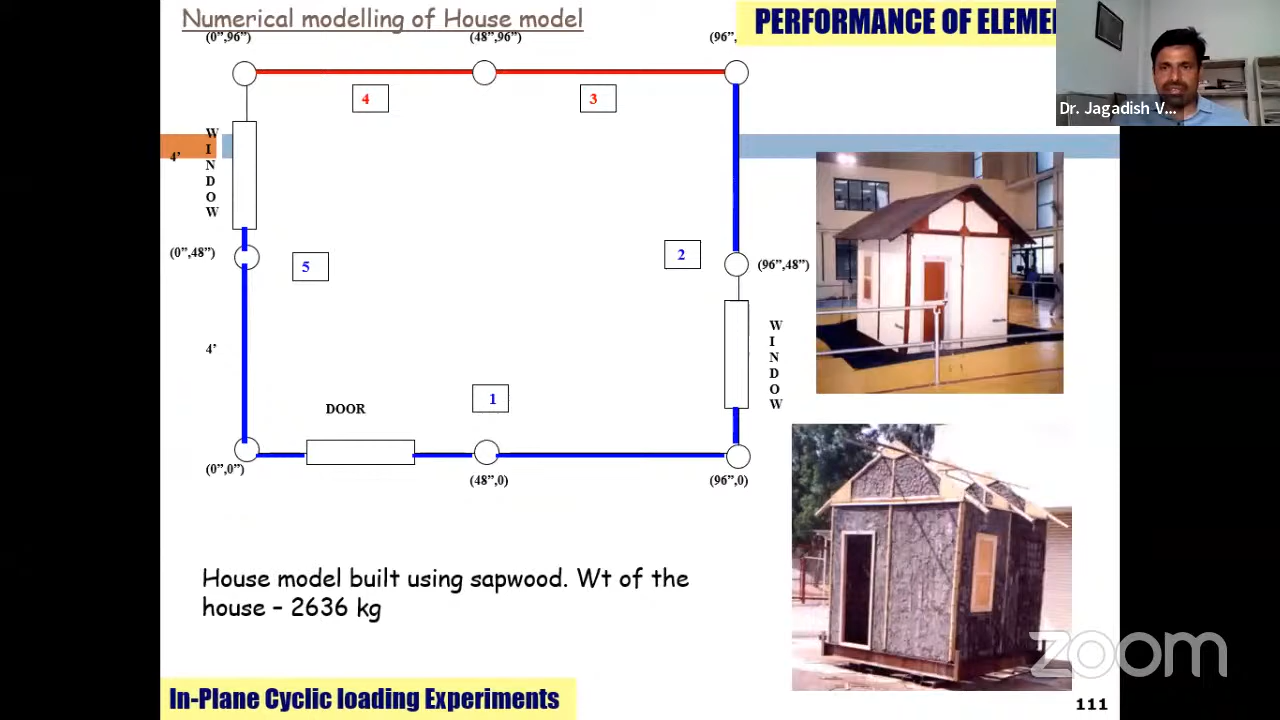 Numerical modelling of House model
PERFORMANCE OF ELEME
Dr. Jagadish V...
(0”,96”)
(48”,96”)
(96”,
4
3
WINDOW
4’
(0”,48”)
5
2
(96”,48”)
WINDOW
4’
DOOR
1
(0”,0”)
(48”,0)
(96”,0)
House model built using sapwood. Wt of the
house – 2636 kg
zoom
In-Plane Cyclic loading Experiments
111